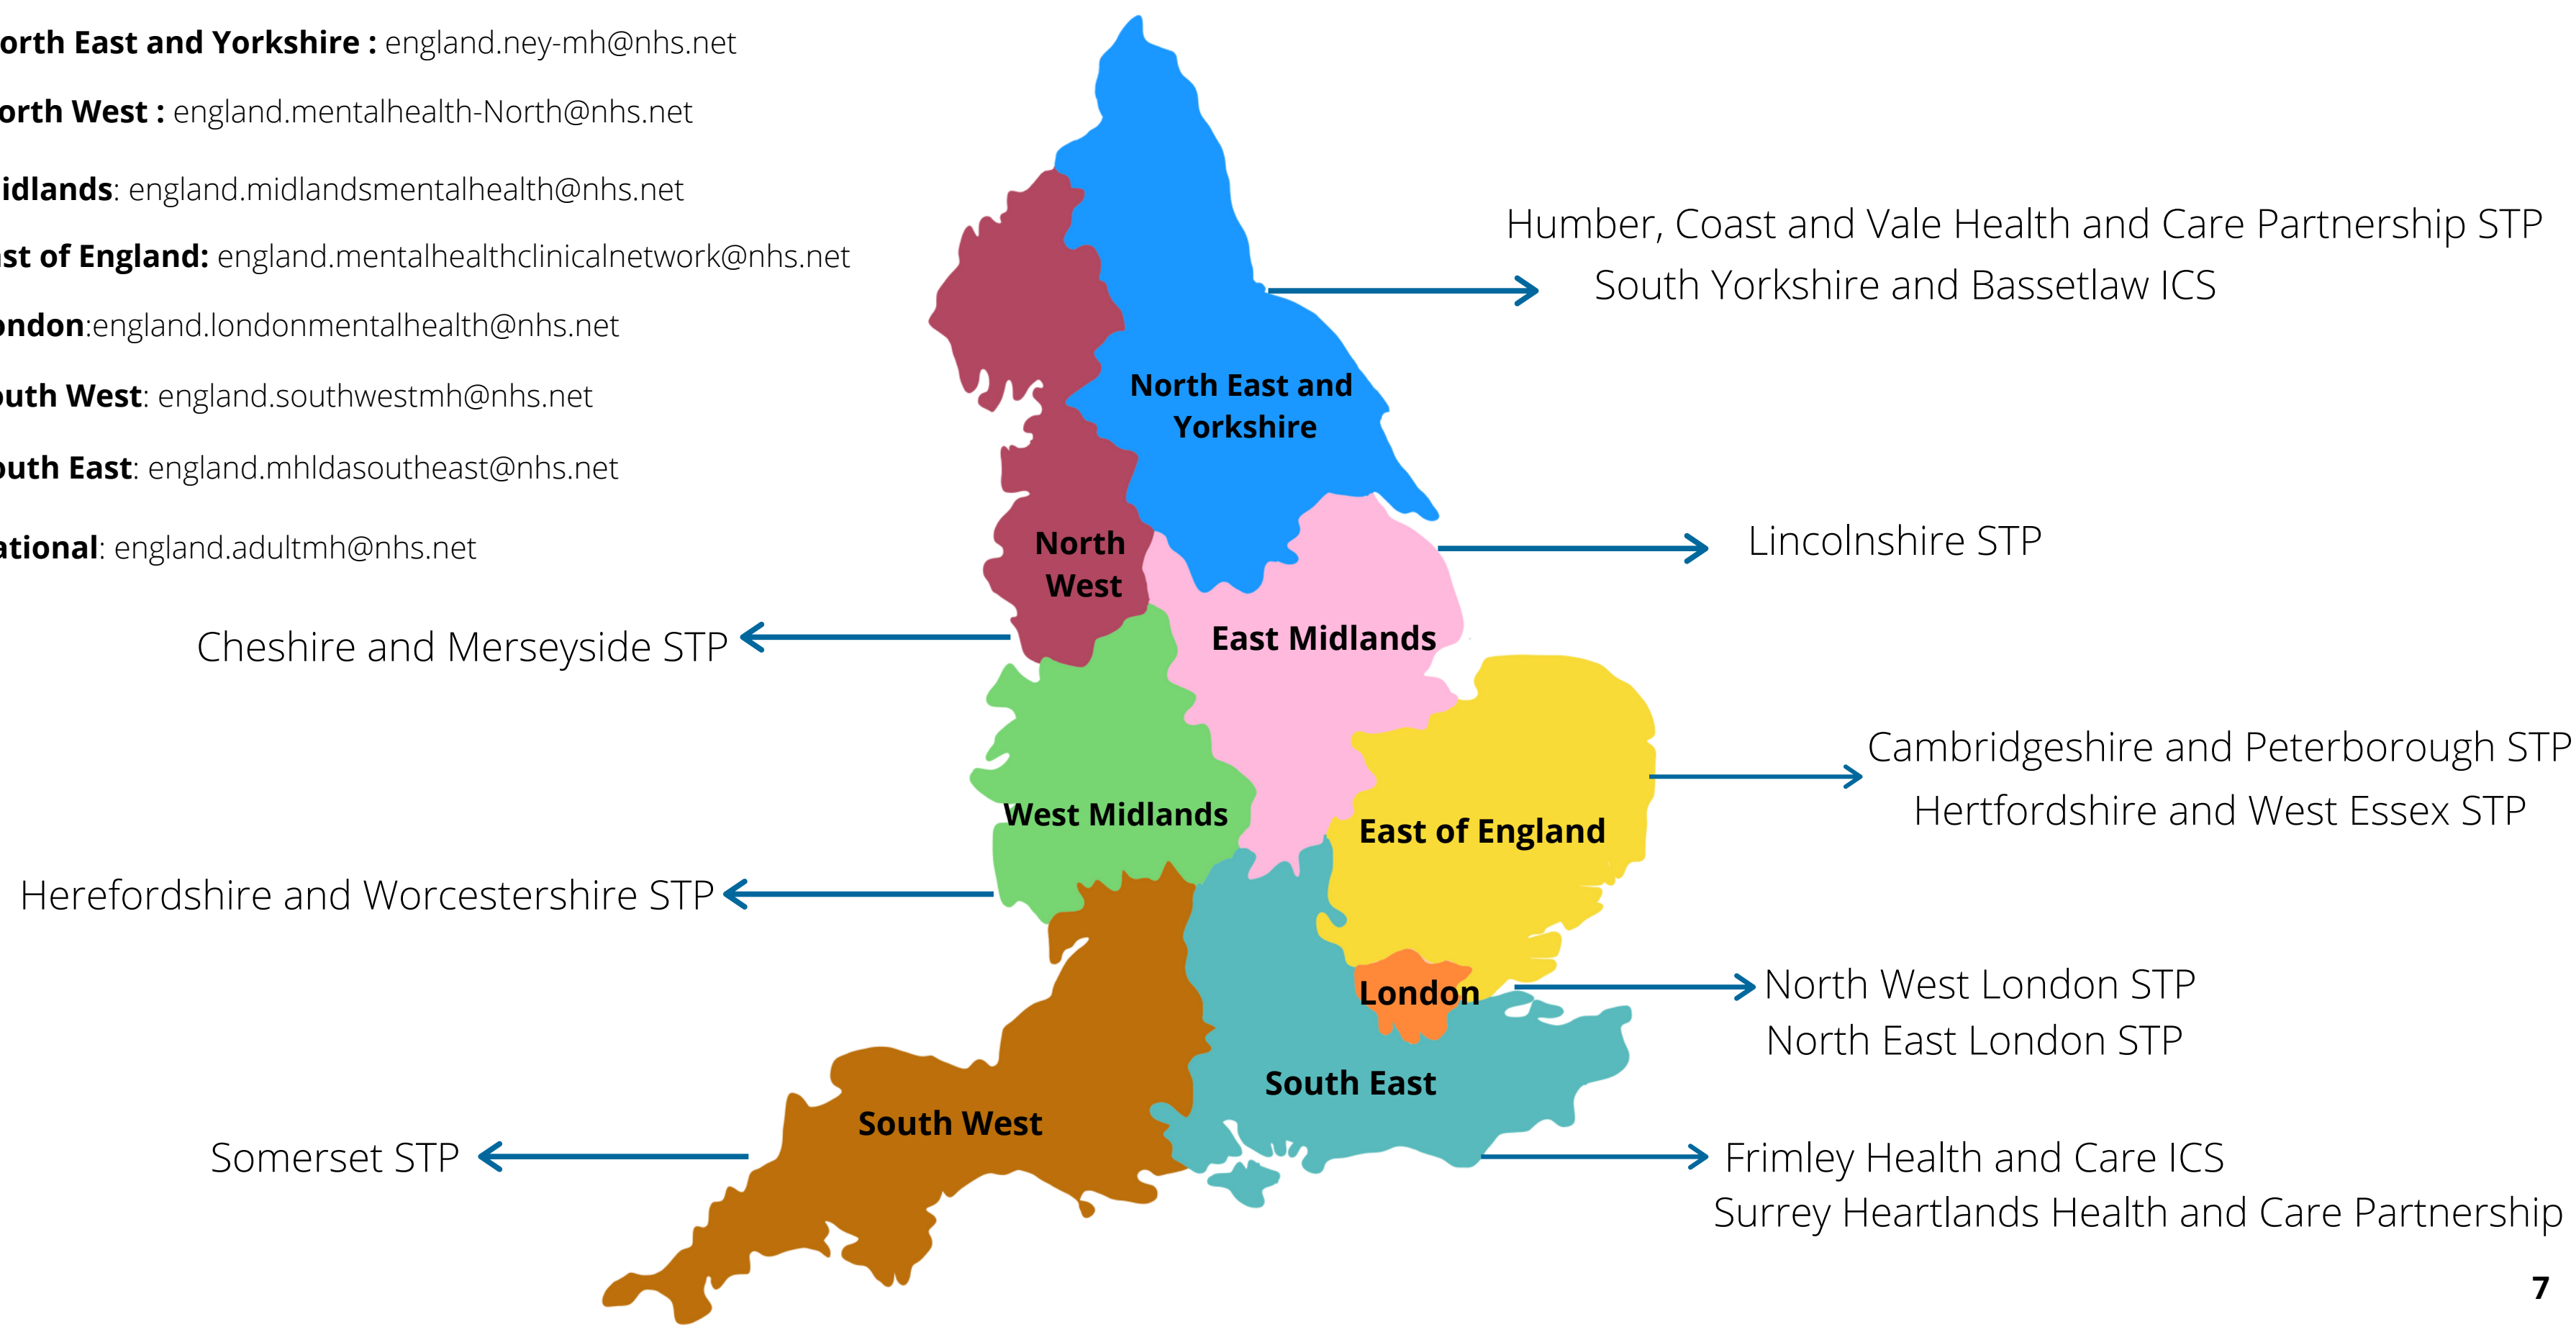 orth East and Yorkshire : england.ney-mh@nhs.net
orth West : england.mentalhealth-North@nhs.net
idlands: england.midlandsmentalhealth@nhs.net
ast of England: england.mentalhealthclinicalnetwork@nhs.net
ondon:england.londonmentalhealth@nhs.net
outh West: england.southwestmh@nhs.net
outh East: england.mhldasoutheast@nhs.net
ational: england.adultmh@nhs.net
Humber, Coast and Vale Health and Care Partnership STP
South Yorkshire and Bassetlaw ICS
North East and
Yorkshire
North
West
Lincolnshire STP
Cheshire and Merseyside STP
East Midlands
Cambridgeshire and Peterborough STP
Hertfordshire and West Essex STP
West Midlands
East of England
Herefordshire and Worcestershire STP
London
North West London STP
North East London STP
South East
South West
Somerset STP
Frimley Health and Care ICS
Surrey Heartlands Health and Care Partnership
7